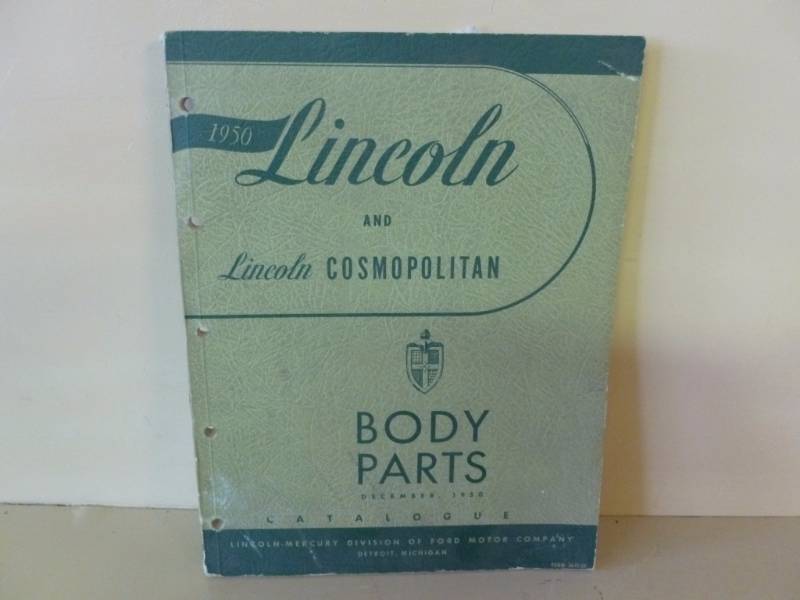 1950 Lincoln
AND
Lincoln COSMOPOLITAN
BODY
PARTS
DECEMBER, 1950
CATALOGUE
LINCOLN-MERCURY DIVISION OF FORD MOTOR COMPANY
DETROIT, MICHIGAN
FORM